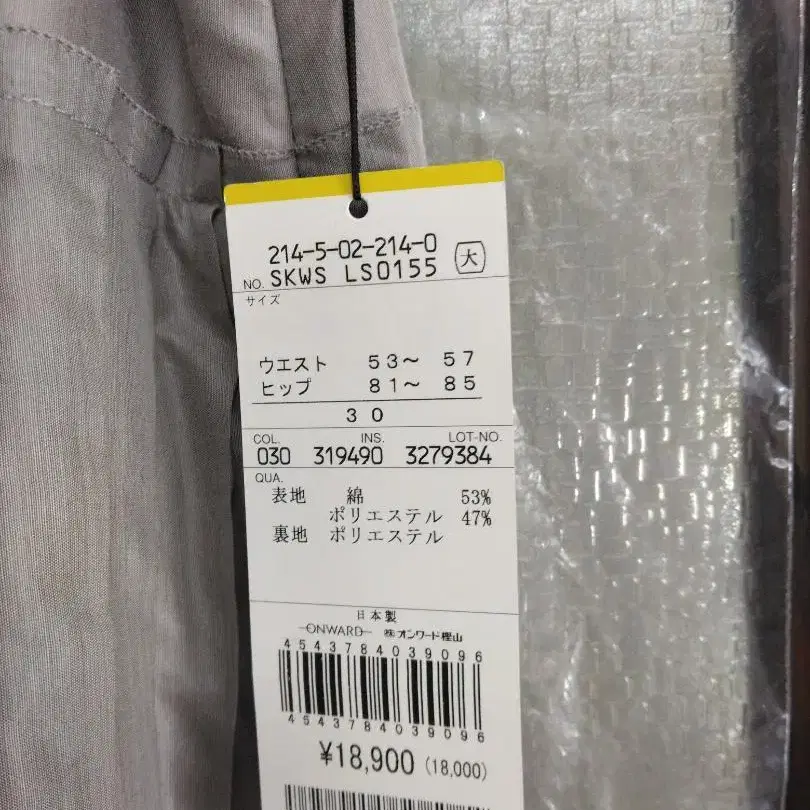 214-5-02-214-0
NO. SKWS LS0155 大
サイズ
ウエスト 53～ 57
ヒップ 81～ 85
30
COL. INS. LOT-NO.
030 319490 3279384
QUA.
表地 綿 53%
ポリエステル 47%
裏地 ポリエステル
日本製
ONWARD ㈱オンワード樫山
4543784039096
4543784039096
¥18,900 (18,000)